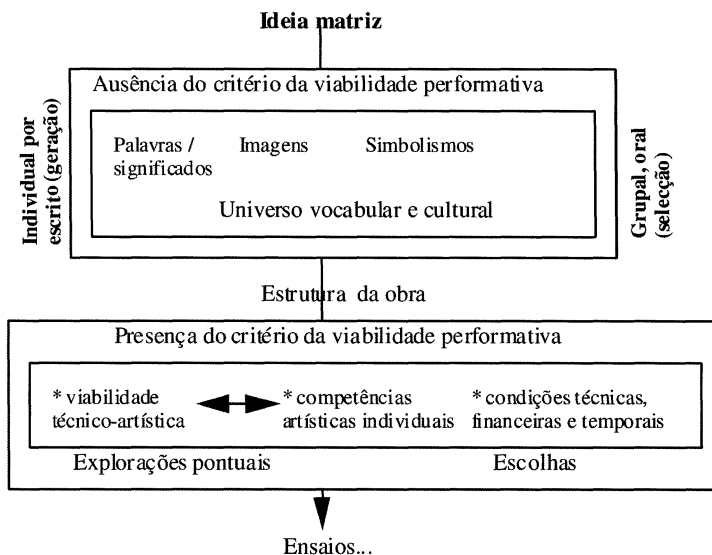 Ideia matriz
Ausência do critério da viabilidade performativa
Individual por
escrito (geração)
Palavras /
significados
Imagens
Simbolismos
Universo vocabular e cultural
Grupal, oral
(selecção)
Estrutura da obra
Presença do critério da viabilidade performativa
* viabilidade
técnico-artística
* competências
artísticas individuais
* condições técnicas,
financeiras e temporais
Explorações pontuais
Escolhas
Ensaios...